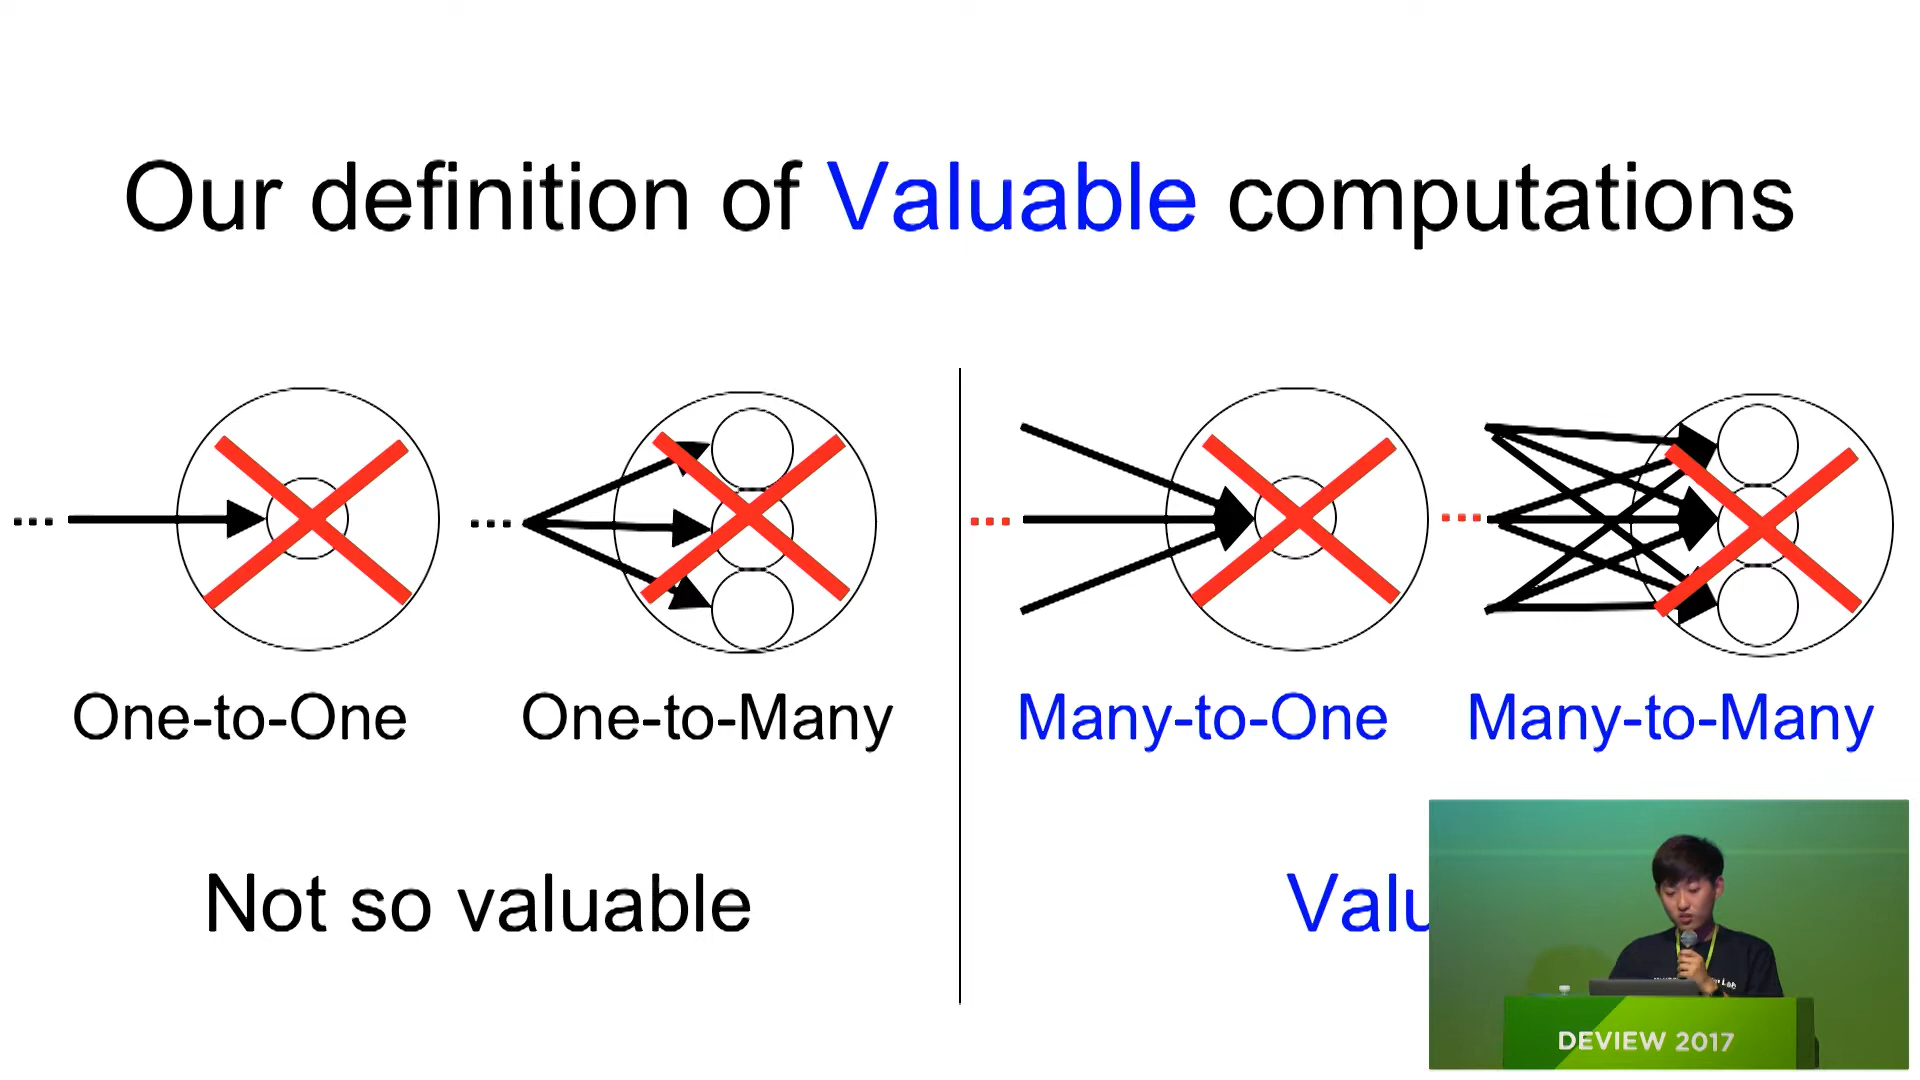 Our definition of Valuable computations
One-to-One
One-to-Many
Many-to-One
Many-to-Many
Not so valuable
Valu
Lab
DEVIEW 2017